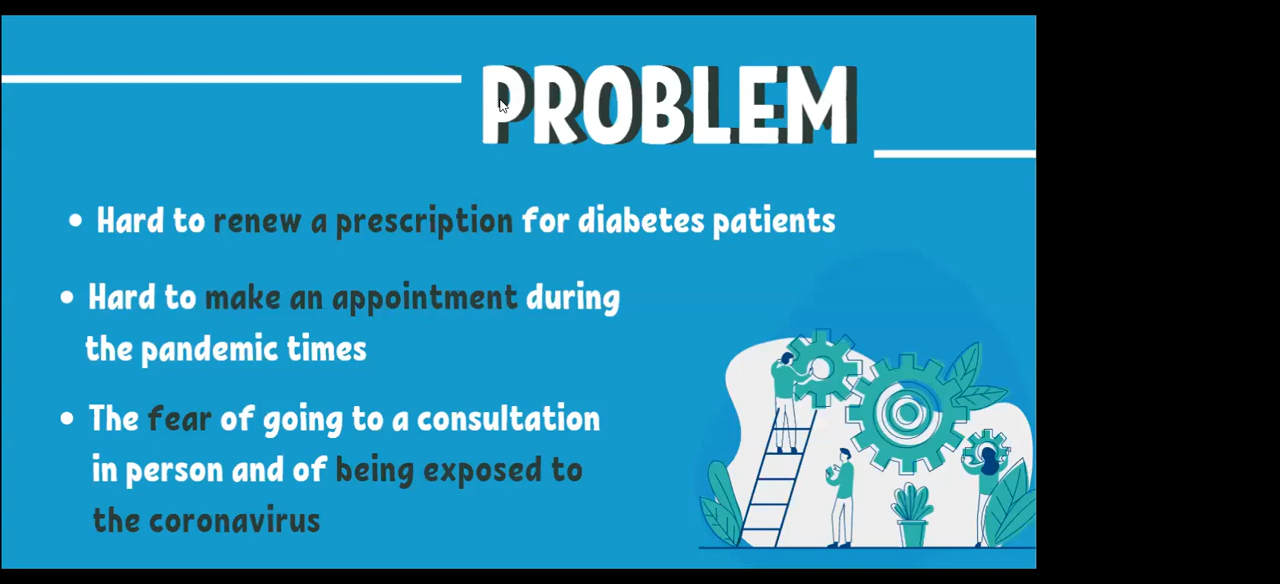 PROBLEM
• Hard to renew a prescription for diabetes patients
• Hard to make an appointment during
the pandemic times
• The fear of going to a consultation
in person and of being exposed to
the coronavirus